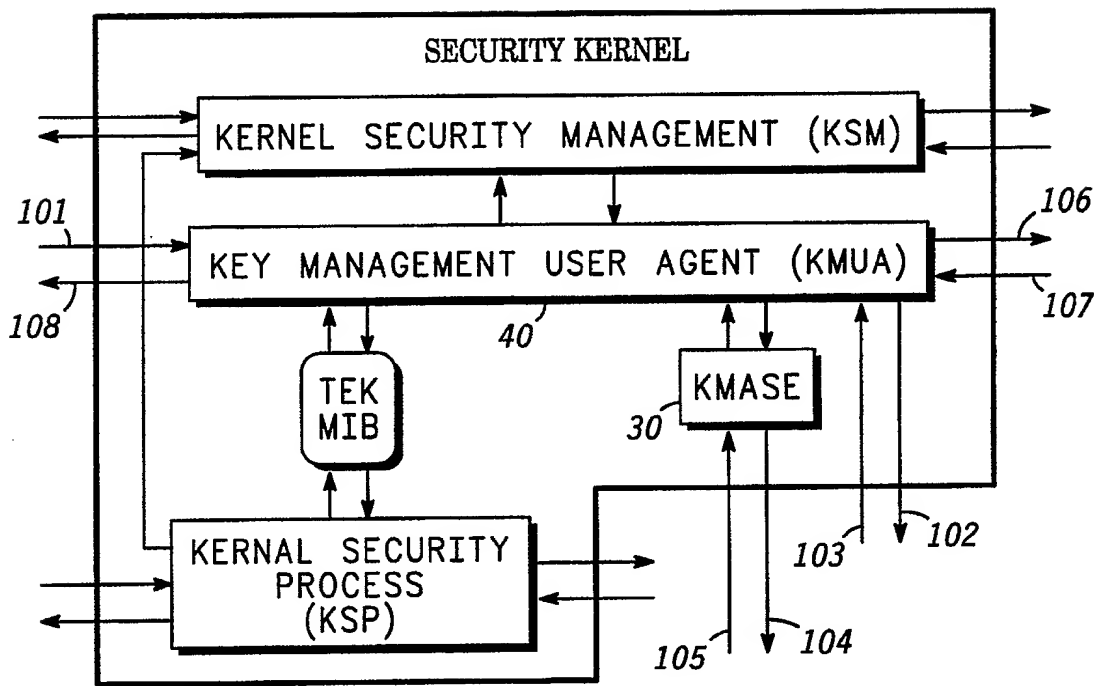 SECURITY KERNEL
KERNEL SECURITY MANAGEMENT (KSM)
101
106
KEY MANAGEMENT USER AGENT (KMUA)
108
107
40
TEK
MIB
KMASE
30
103
102
KERNAL SECURITY
PROCESS
(KSP)
105
104